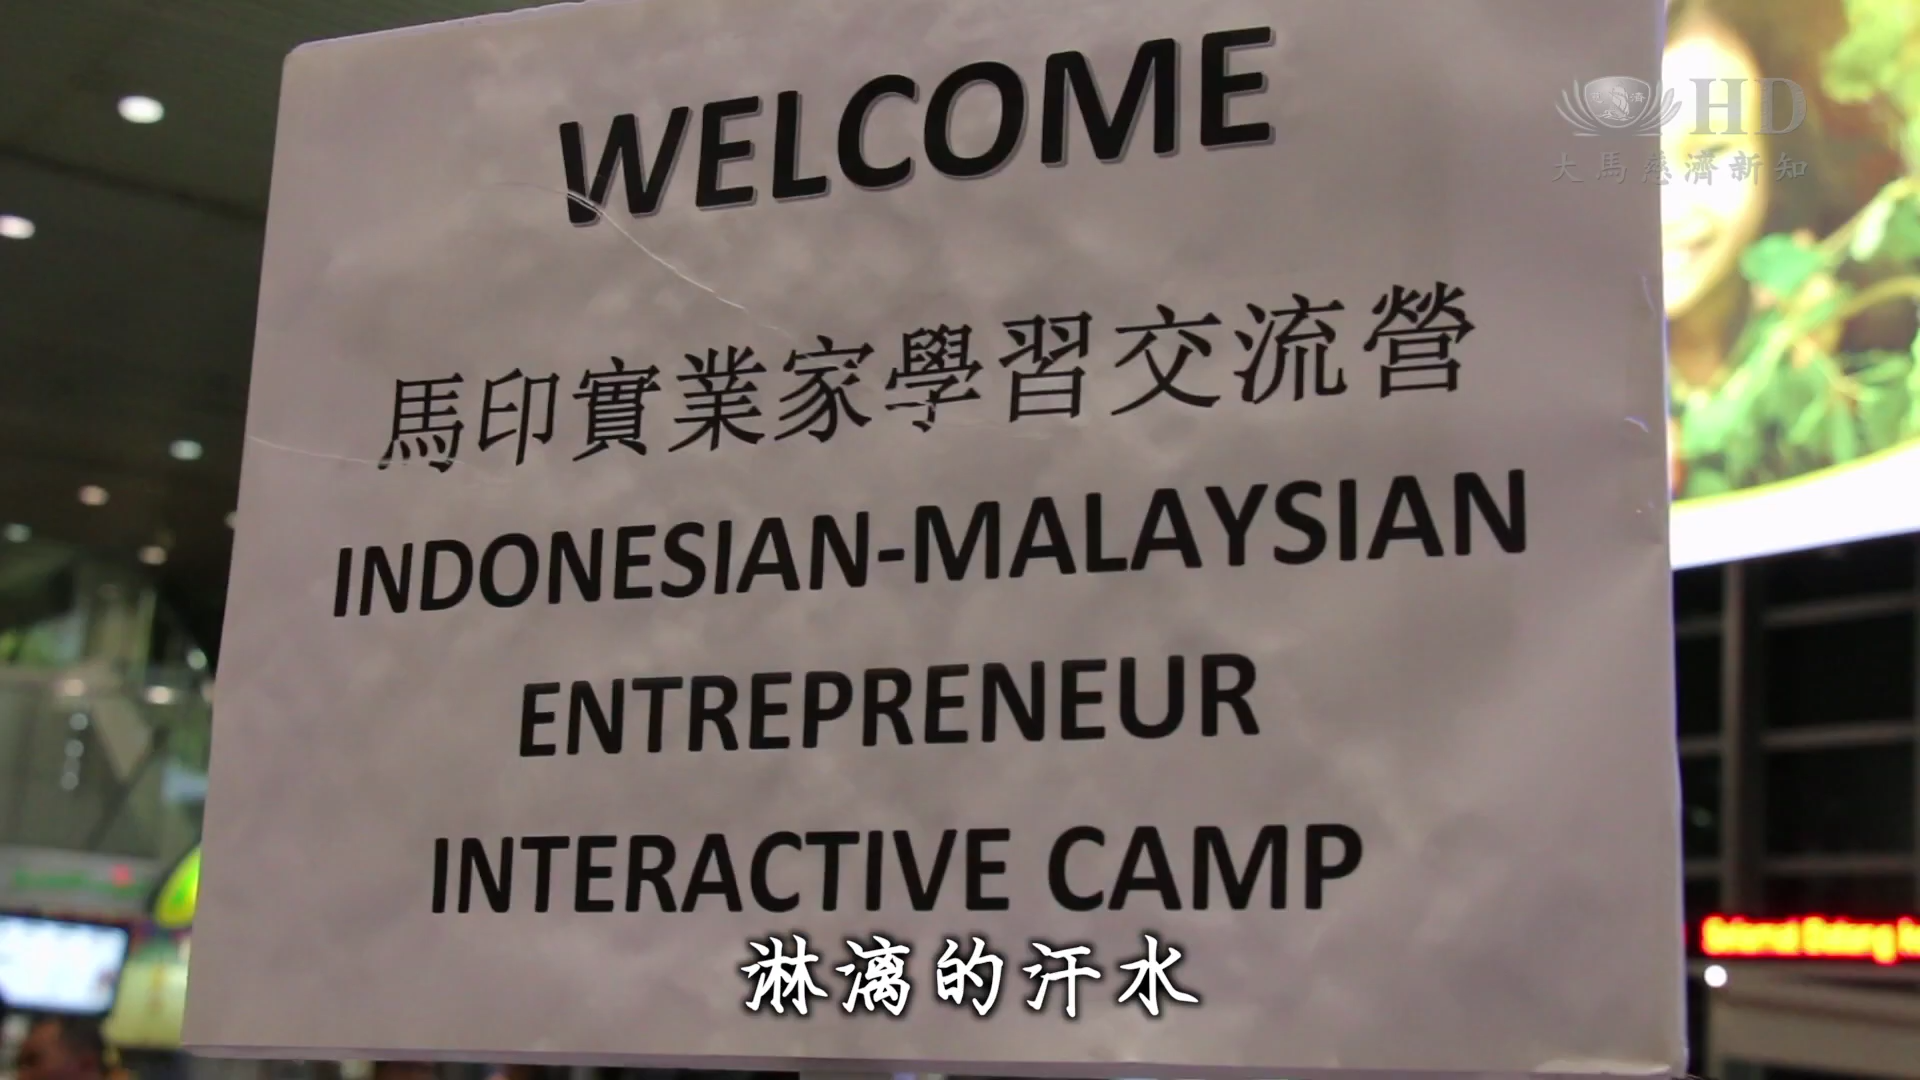 WELCOME
HD
大馬慈濟新知
馬印實業家學習交流營
INDONESIAN-MALAYSIAN
ENTREPRENEUR
INTERACTIVE CAMP
淋漓的汗水